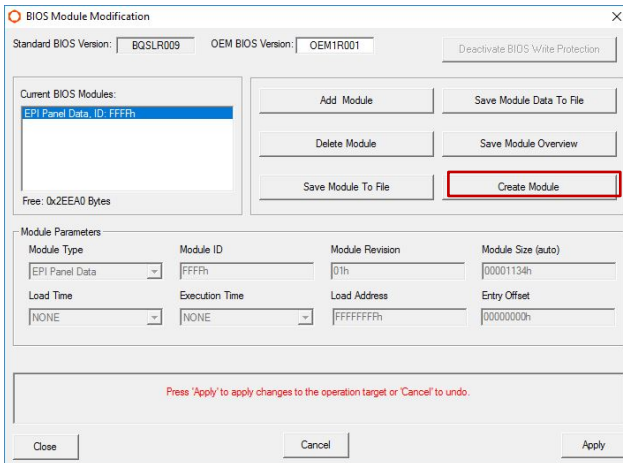 BIOS Module Modification
Standard BIOS Version: BQSLR009 OEM BIOS Version: OEM1R001 Deactivate BIOS Write Protection
Current BIOS Modules:
EPI Panel Data, ID: FFFFh
Free: 0x2EEA0 Bytes
Add Module Save Module Data To File
Delete Module Save Module Overview
Save Module To File Create Module
Module Parameters
Module Type Module ID Module Revision Module Size (auto)
EPI Panel Data FFFFh 01h 00001134h
Load Time Execution Time Load Address Entry Offset
NONE NONE FFFFFFFFh 00000000h
Press 'Apply' to apply changes to the operation target or 'Cancel' to undo.
Close Cancel Apply